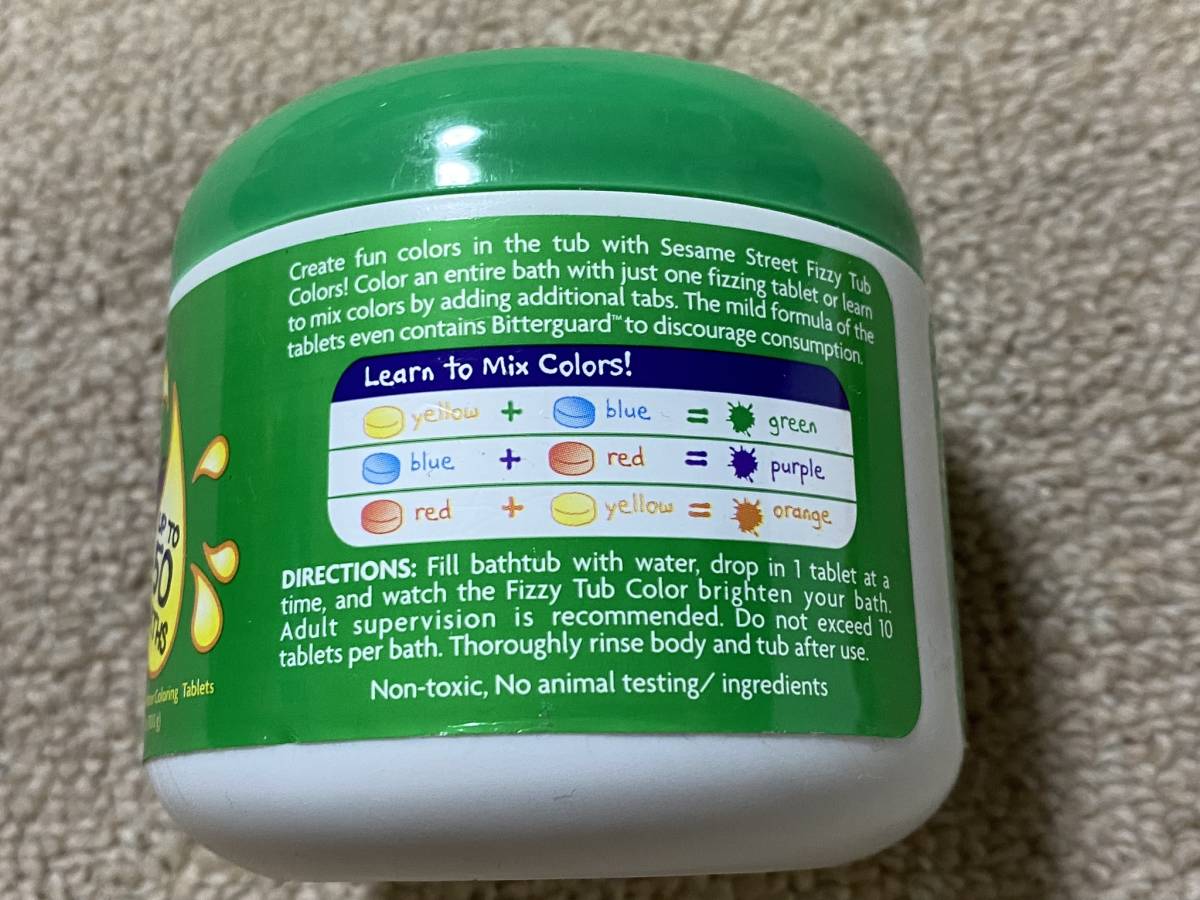 Create fun colors in the tub with Sesame Street Fizzy Tub
Colors! Color an entire bath with just one fizzing tablet or learn
to mix colors by adding additional tabs. The mild formula of the
tablets even contains Bitterguard™ to discourage consumption.
Learn to Mix Colors!
yellow + blue = green
blue + red = purple
red + yellow = orange
DIRECTIONS: Fill bathtub with water, drop in 1 tablet at a
time, and watch the Fizzy Tub Color brighten your bath.
Adult supervision is recommended. Do not exceed 10
tablets per bath. Thoroughly rinse body and tub after use.
Non-toxic, No animal testing/ ingredients
TO
Coloring Tablets